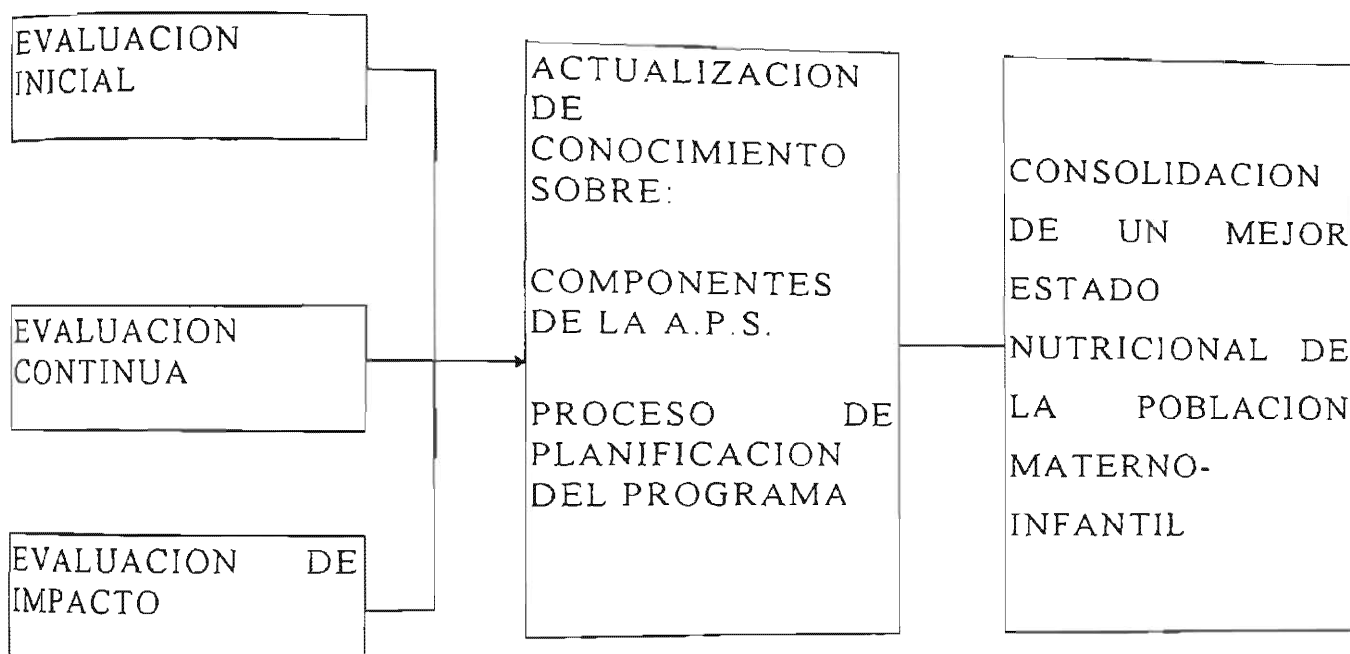 EVALUACION
INICIAL
EVALUACION
CONTINUA
EVALUACION DE
IMPACTO
ACTUALIZACION
DE
CONOCIMIENTO
SOBRE:
COMPONENTES
DE LA A.P.S.
PROCESO DE
PLANIFICACION
DEL PROGRAMA
CONSOLIDACION
DE UN MEJOR
ESTADO
NUTRICIONAL DE
LA POBLACION
MATERNO-
INFANTIL